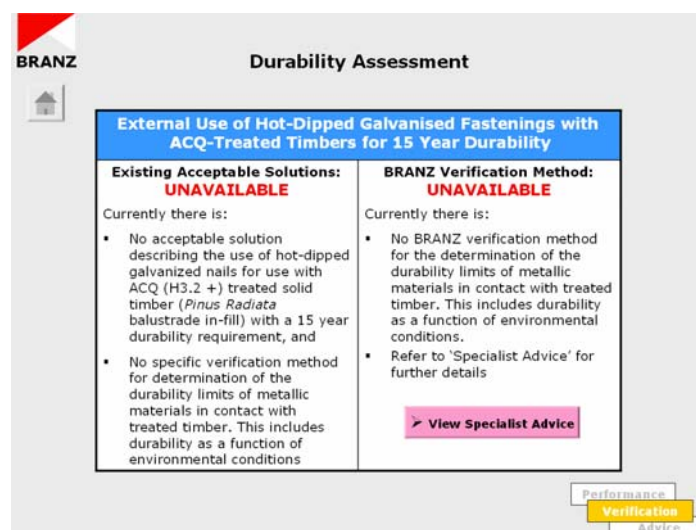 BRANZ
Durability Assessment
External Use of Hot-Dipped Galvanised Fastenings with
ACQ-Treated Timbers for 15 Year Durability
Existing Acceptable Solutions:
UNAVAILABLE
Currently there is:
▪ No acceptable solution
describing the use of hot-dipped
galvanized nails for use with
ACQ (H3.2 +) treated solid
timber (Pinus Radiata
balustrade in-fill) with a 15 year
durability requirement, and
▪ No specific verification method
for determination of the
durability limits of metallic
materials in contact with
treated timber. This includes
durability as a function of
environmental conditions
BRANZ Verification Method:
UNAVAILABLE
Currently there is:
▪ No BRANZ verification method
for the determination of the
durability limits of metallic
materials in contact with treated
timber. This includes durability
as a function of environmental
conditions.
▪ Refer to ‘Specialist Advice’ for
further details
➢ View Specialist Advice
Performance
Verification
Advice